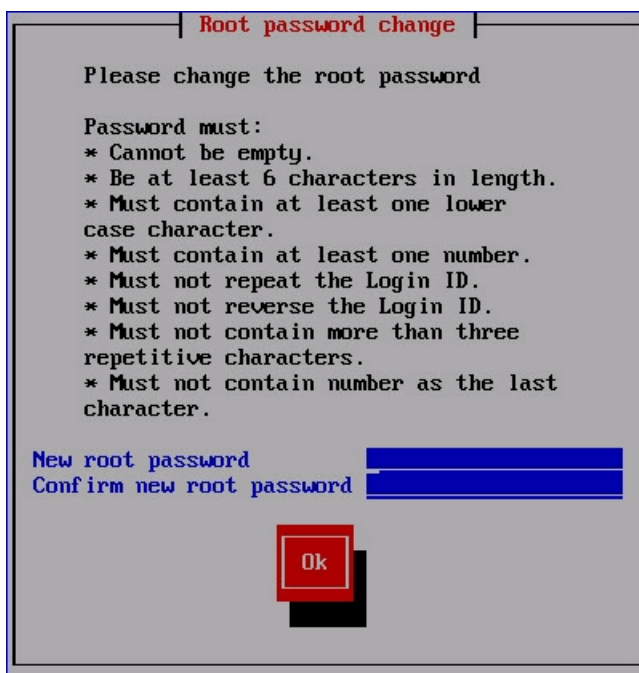 Root password change
Please change the root password
Password must:
* Cannot be empty.
* Be at least 6 characters in length.
* Must contain at least one lower
case character.
* Must contain at least one number.
* Must not repeat the Login ID.
* Must not reverse the Login ID.
* Must not contain more than three
repetitive characters.
* Must not contain number as the last
character.
New root password
Confirm new root password
Ok